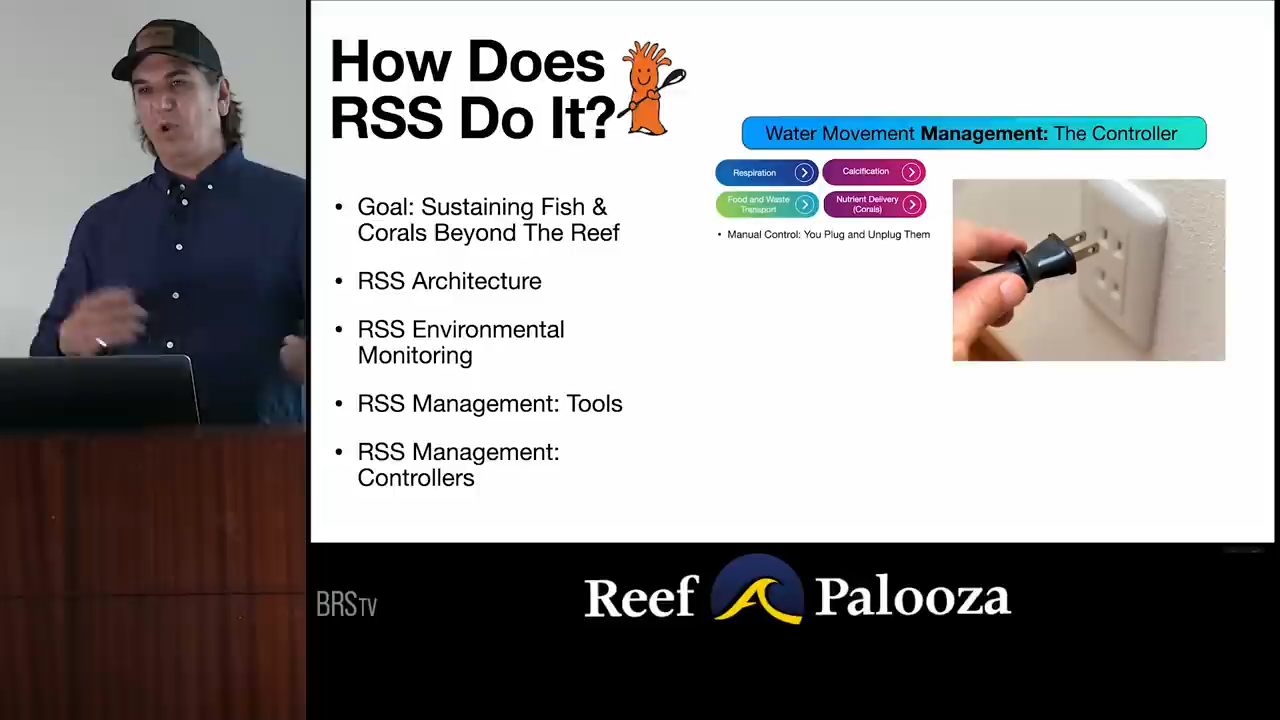 How Does
RSS Do It?
• Goal: Sustaining Fish &
Corals Beyond The Reef
• RSS Architecture
• RSS Environmental
Monitoring
• RSS Management: Tools
• RSS Management:
Controllers
Water Movement Management: The Controller
Respiration
Calcification
Food and Waste
Transport
Nutrient Delivery
(Corals)
• Manual Control: You Plug and Unplug Them
BRSTV
Reef Palooza